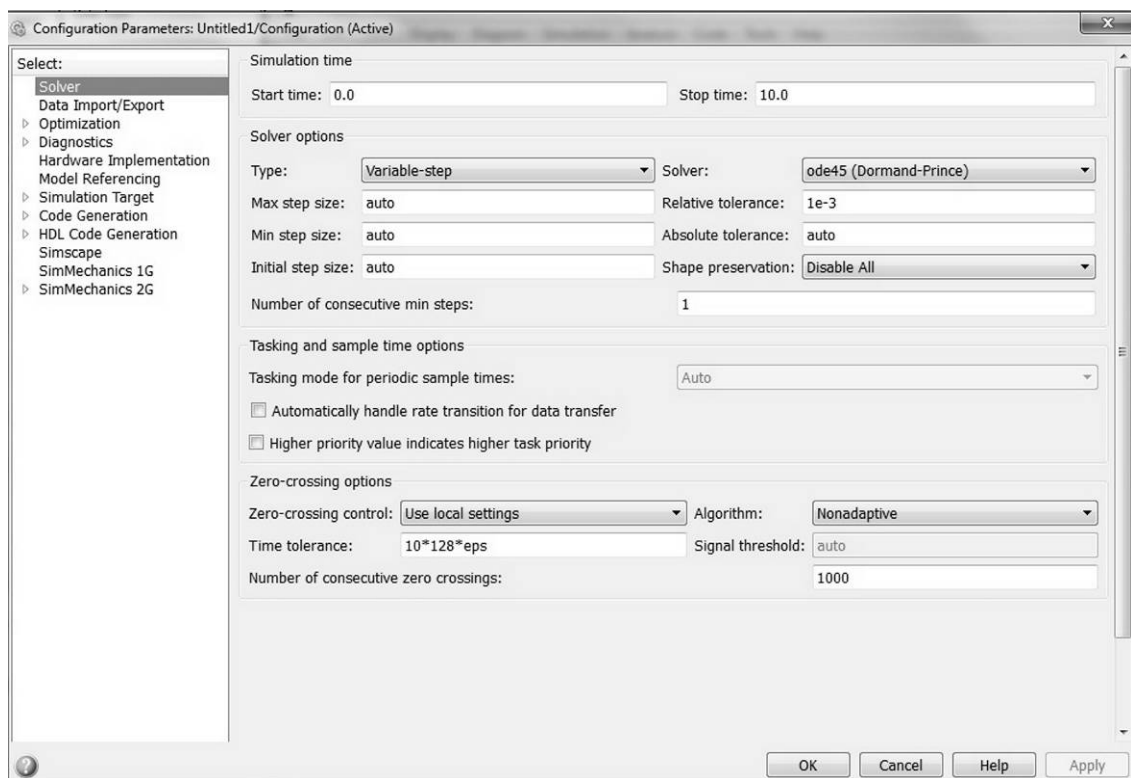 Configuration Parameters: Untitled1/Configuration (Active)
Select:
Solver
Data Import/Export
Optimization
Diagnostics
Hardware Implementation
Model Referencing
Simulation Target
Code Generation
HDL Code Generation
Simscape
SimMechanics 1G
SimMechanics 2G
Simulation time
Start time: 0.0 Stop time: 10.0
Solver options
Type: Variable-step Solver: ode45 (Dormand-Prince)
Max step size: auto Relative tolerance: 1e-3
Min step size: auto Absolute tolerance: auto
Initial step size: auto Shape preservation: Disable All
Number of consecutive min steps: 1
Tasking and sample time options
Tasking mode for periodic sample times: Auto
Automatically handle rate transition for data transfer
Higher priority value indicates higher task priority
Zero-crossing options
Zero-crossing control: Use local settings Algorithm: Nonadaptive
Time tolerance: 10*128*eps Signal threshold: auto
Number of consecutive zero crossings: 1000
OK Cancel Help Apply